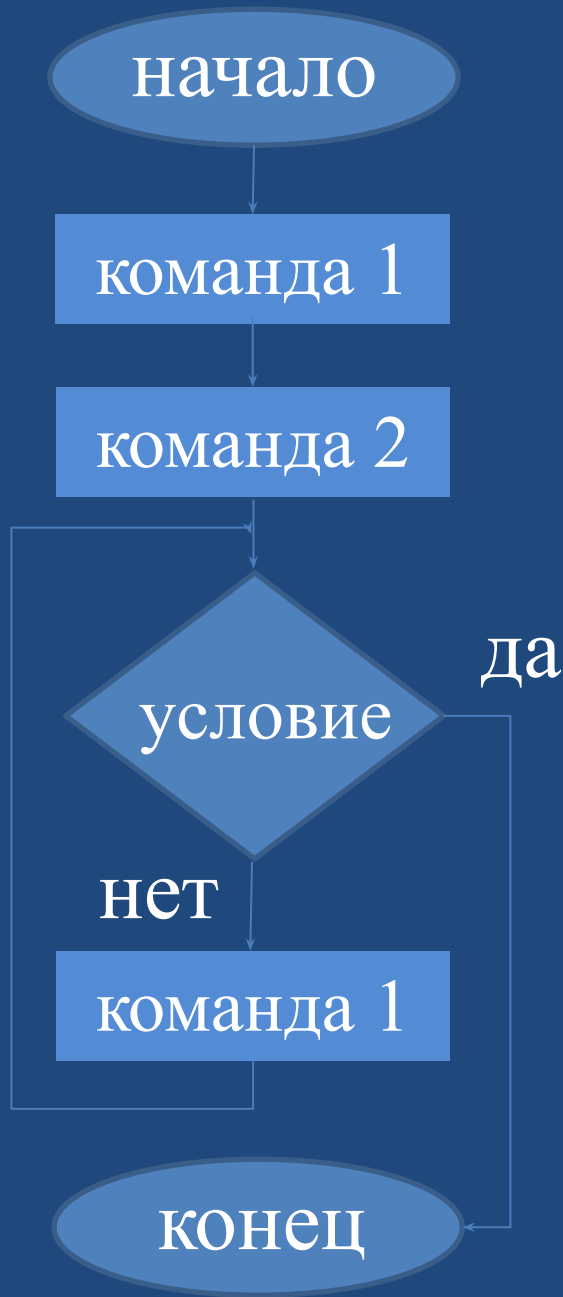 начало
команда 1
команда 2
да
условие
нет
команда 1
конец